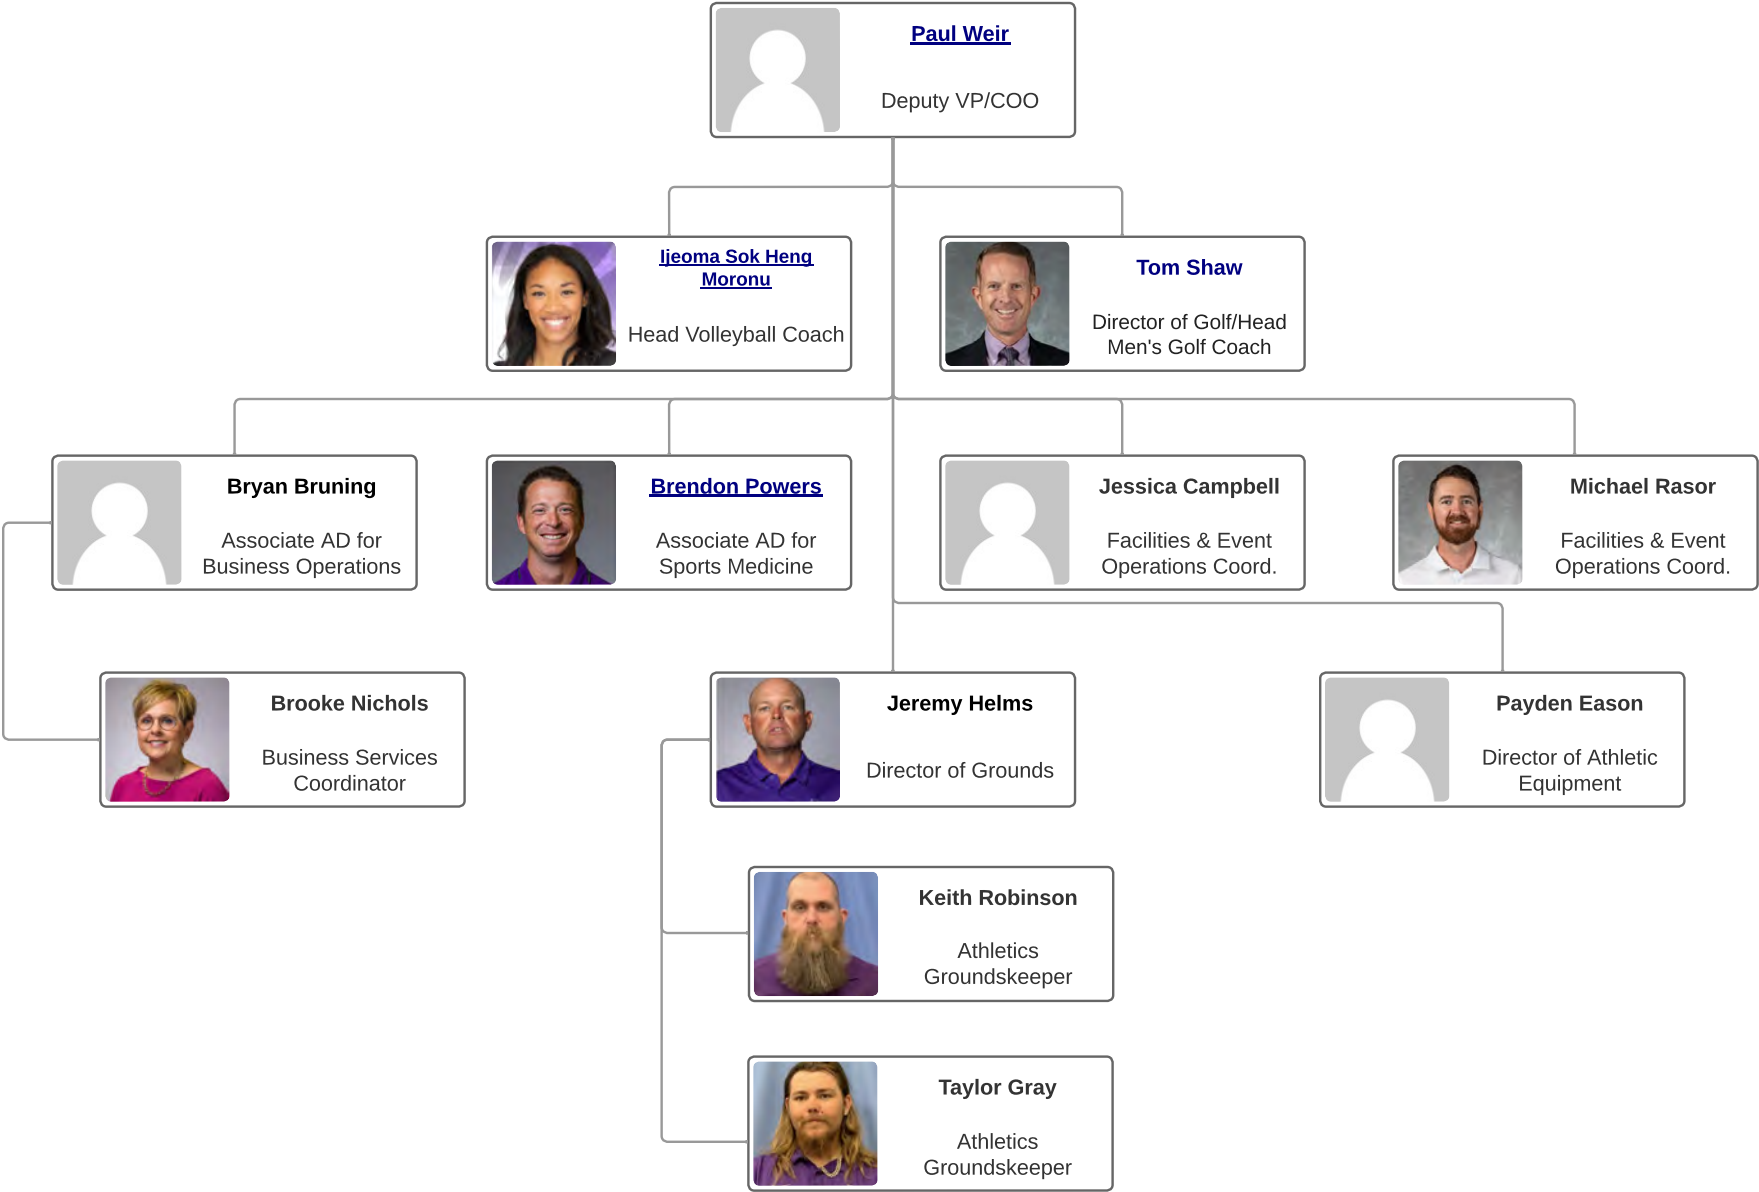 Paul Weir
Deputy VP/COO
Ijeoma Sok Heng
Moronu
Head Volleyball Coach
Tom Shaw
Director of Golf/Head
Men's Golf Coach
Bryan Bruning
Associate AD for
Business Operations
Brendon Powers
Associate AD for
Sports Medicine
Jessica Campbell
Facilities & Event
Operations Coord.
Michael Rasor
Facilities & Event
Operations Coord.
Brooke Nichols
Business Services
Coordinator
Jeremy Helms
Director of Grounds
Payden Eason
Director of Athletic
Equipment
Keith Robinson
Athletics
Groundskeeper
Taylor Gray
Athletics
Groundskeeper